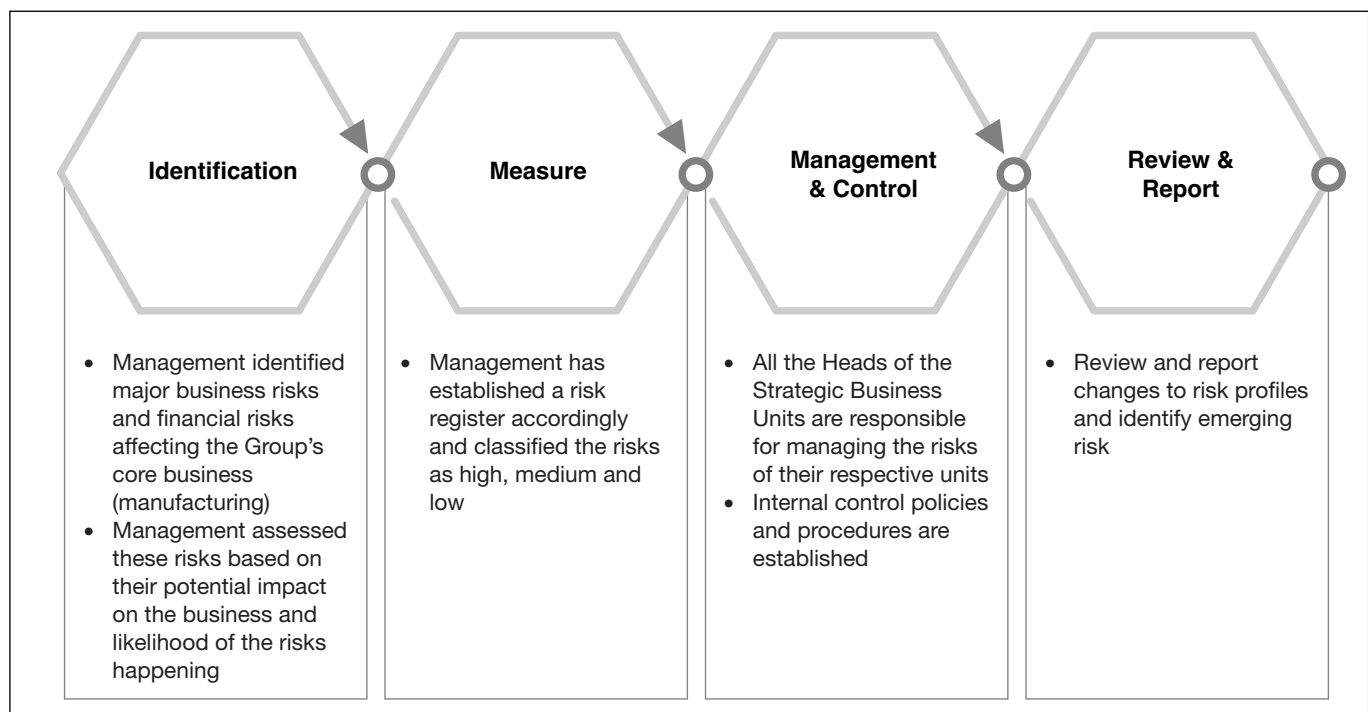 Identification
Measure
Management
& Control
Review &
Report
• Management identified
major business risks
and financial risks
affecting the Group’s
core business
(manufacturing)
• Management assessed
these risks based on
their potential impact
on the business and
likelihood of the risks
happening
• Management has
established a risk
register accordingly
and classified the risks
as high, medium and
low
• All the Heads of the
Strategic Business
Units are responsible
for managing the risks
of their respective units
• Internal control policies
and procedures are
established
• Review and report
changes to risk profiles
and identify emerging
risk